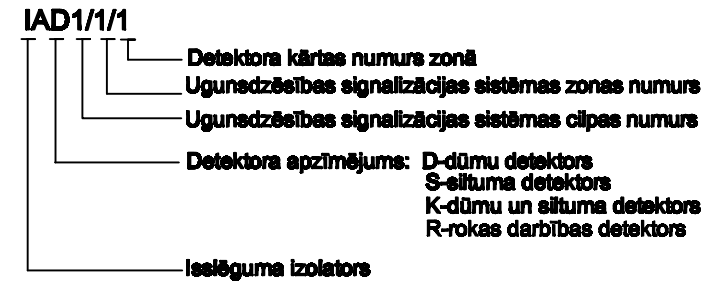 IAD1/1/1
Detektora kārtas numurs zonā
Ugunsdzēsības signalizācijas sistēmas zonas numurs
Ugunsdzēsības signalizācijas sistēmas cilpas numurs
Detektora apzīmējums: D-dūmu detektors
S-siltuma detektors
K-dūmu un siltuma detektors
R-rokas darbības detektors
Isslēguma izolators